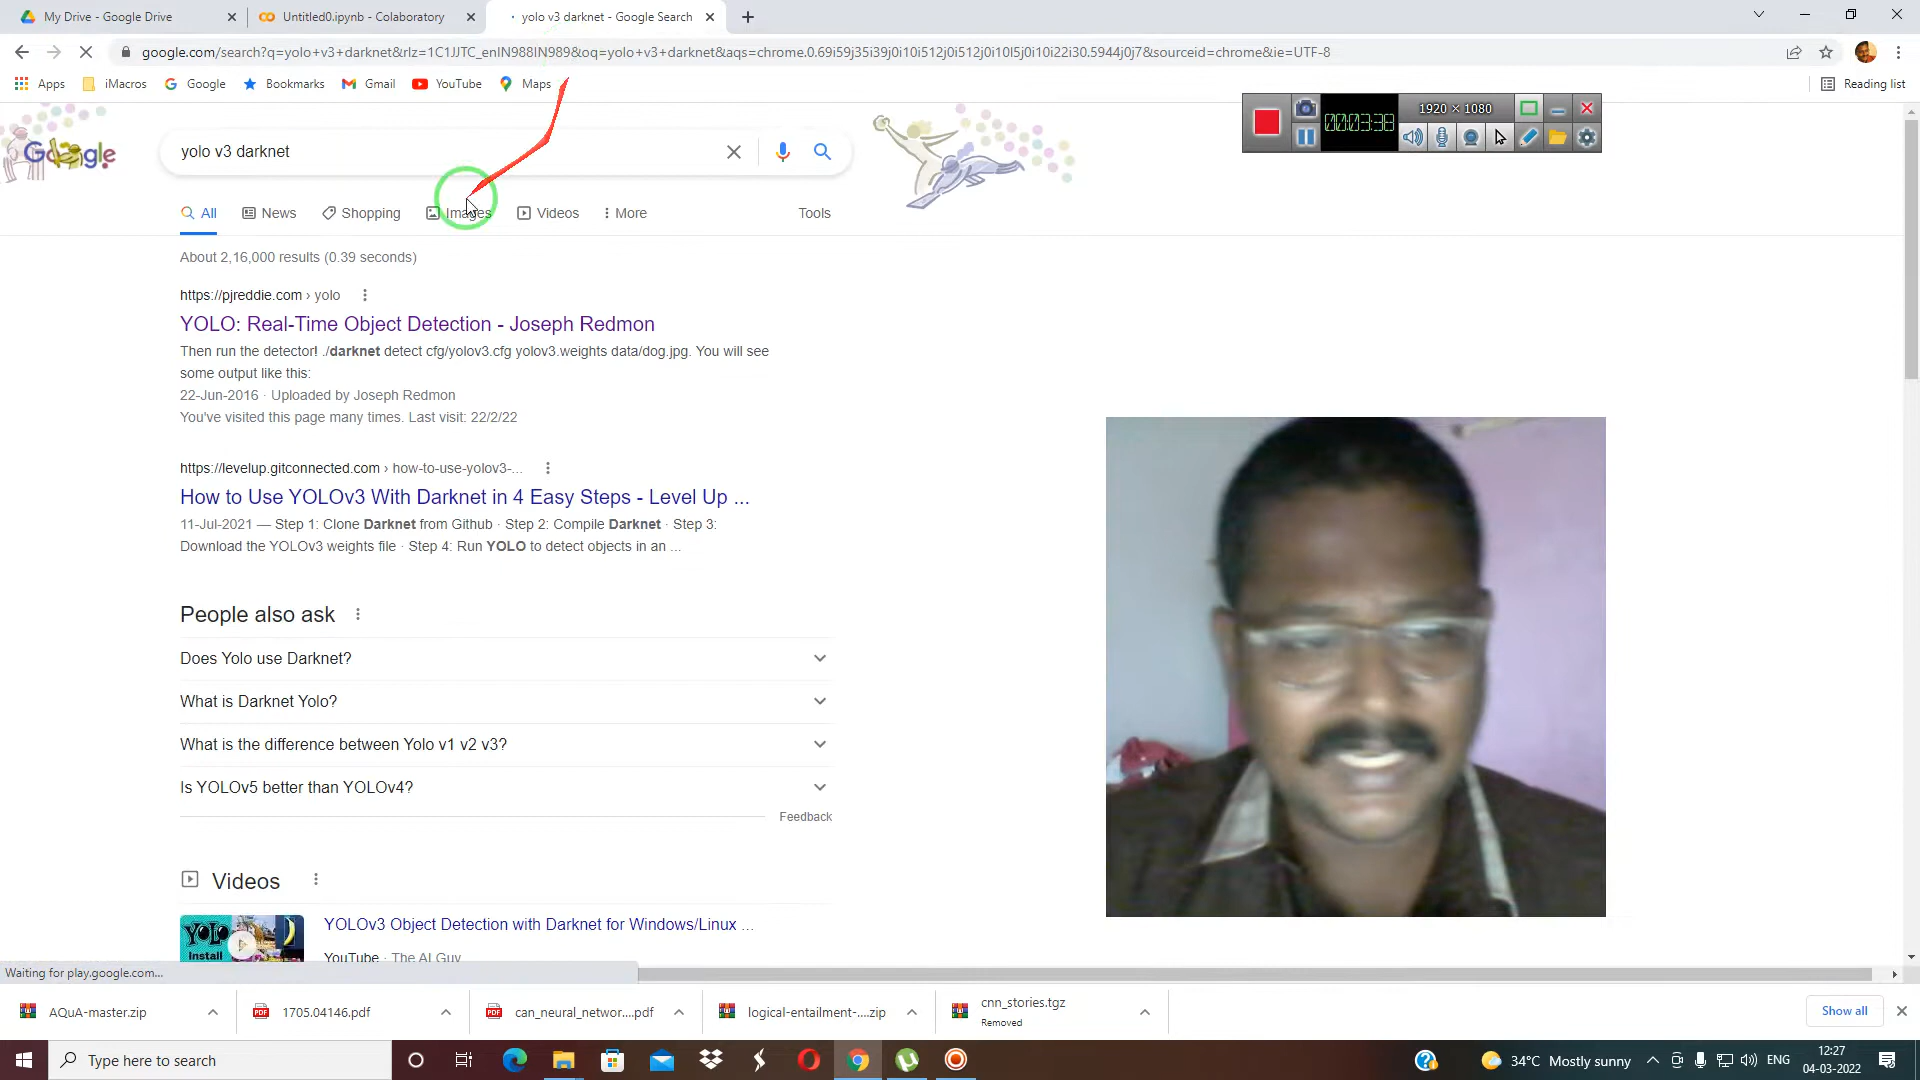 My Drive - Google Drive
Untitled0.ipynb - Colaboratory
yolo v3 darknet - Google Search
google.com/search?q=yolo+v3+darknet&rlz=1C1JJTC_enIN988IN989&oq=yolo+v3+darknet&aqs=chrome.0.69i59j35i39j0i10i512j0i512j0i10l5j0i10i22i30.5944j0j7&sourceid=chrome&ie=UTF-8
Apps
iMacros
Google
Bookmarks
Gmail
YouTube
Maps
Reading list
00:03:38
1920 × 1080
Google
yolo v3 darknet
All
News
Shopping
Images
Videos
More
Tools
About 2,16,000 results (0.39 seconds)
https://pjreddie.com › yolo
YOLO: Real-Time Object Detection - Joseph Redmon
Then run the detector! ./darknet detect cfg/yolov3.cfg yolov3.weights data/dog.jpg. You will see
some output like this:
22-Jun-2016 · Uploaded by Joseph Redmon
You've visited this page many times. Last visit: 22/2/22
https://levelup.gitconnected.com › how-to-use-yolov3-...
How to Use YOLOv3 With Darknet in 4 Easy Steps - Level Up ...
11-Jul-2021 — Step 1: Clone Darknet from Github · Step 2: Compile Darknet · Step 3:
Download the YOLOv3 weights file · Step 4: Run YOLO to detect objects in an ...
People also ask
Does Yolo use Darknet?
What is Darknet Yolo?
What is the difference between Yolo v1 v2 v3?
Is YOLOv5 better than YOLOv4?
Feedback
Videos
YOLO
Install
YOLOv3 Object Detection with Darknet for Windows/Linux ...
YouTube · The AI Guy
Waiting for play.google.com...
AQuA-master.zip
1705.04146.pdf
can_neural_networ....pdf
logical-entailment-....zip
cnn_stories.tgz
Removed
Show all
Type here to search
34°C Mostly sunny
ENG
12:27
04-03-2022